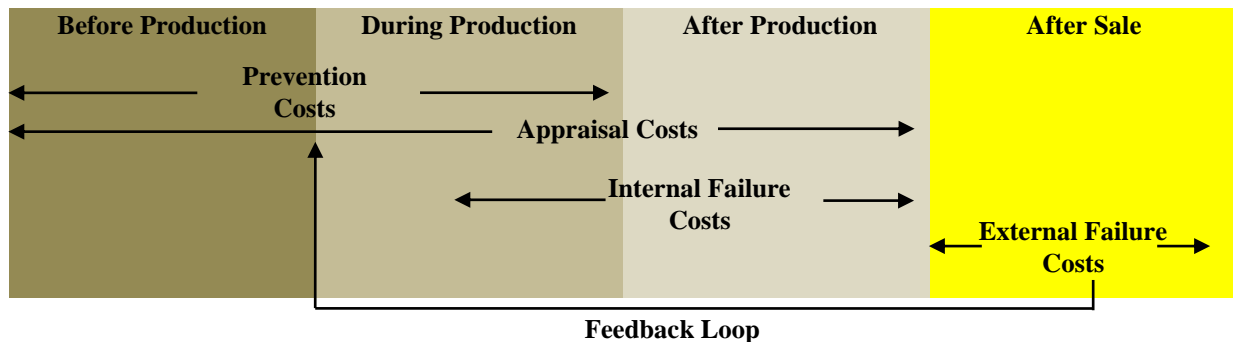 Before Production
During Production
After Production
After Sale
Prevention
Costs
Appraisal Costs
Internal Failure
Costs
External Failure
Costs
Feedback Loop